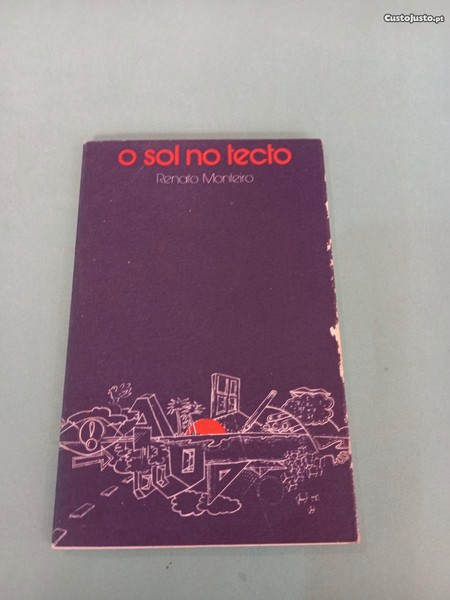 CustoJusto.pt
o sol no tecto
Renato Monteiro